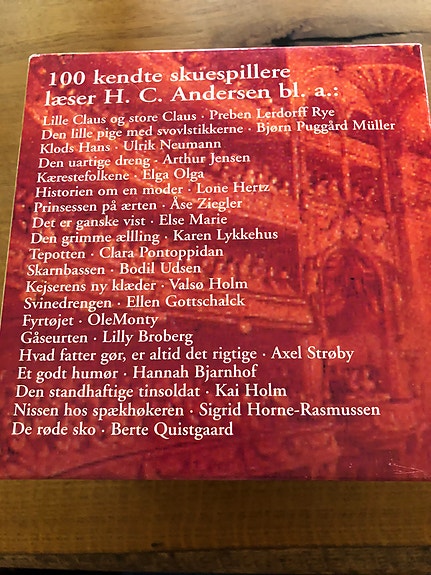 100 kendte skuespillere
læser H. C. Andersen bl. a.:
Lille Claus og store Claus · Preben Lerdorff Rye
Den lille pige med svovlstikkerne · Bjørn Puggård Müller
Klods Hans · Ulrik Neumann
Den uartige dreng - Arthur Jensen
Kærestefolkene · Elga Olga
Historien om en moder · Lone Hertz
Prinsessen på ærten · Åse Ziegler
Det er ganske vist · Else Marie
Den grimme ællling · Karen Lykkehus
Tepotten · Clara Pontoppidan
Skarnbassen · Bodil Udsen
Kejserens ny klæder · Valsø Holm
Svinedrengen · Ellen Gottschalck
Fyrtøjet · OleMonty
Gåseurten · Lilly Broberg
Hvad fatter gør, er altid det rigtige · Axel Strøby
Et godt humør · Hannah Bjarnhof
Den standhaftige tinsoldat · Kai Holm
Nissen hos spækhøkeren · Sigrid Horne-Rasmussen
De røde sko · Berte Quistgaard